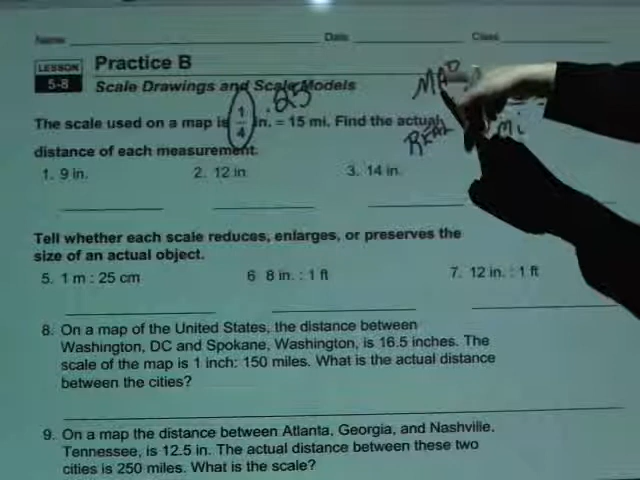 Name Date Class
LESSON
5-8
Practice B
Scale Drawings and Scale Models
.25
MAP
REAL
mi
The scale used on a map is 1/4 in. = 15 mi. Find the actual
distance of each measurement.
1. 9 in. 2. 12 in 3. 14 in.
Tell whether each scale reduces, enlarges, or preserves the
size of an actual object.
5. 1 m : 25 cm 6 8 in. : 1 ft 7. 12 in. : 1 ft
8. On a map of the United States, the distance between
Washington, DC and Spokane, Washington, is 16.5 inches. The
scale of the map is 1 inch: 150 miles. What is the actual distance
between the cities?
9. On a map the distance between Atlanta, Georgia, and Nashville,
Tennessee, is 12.5 in. The actual distance between these two
cities is 250 miles. What is the scale?